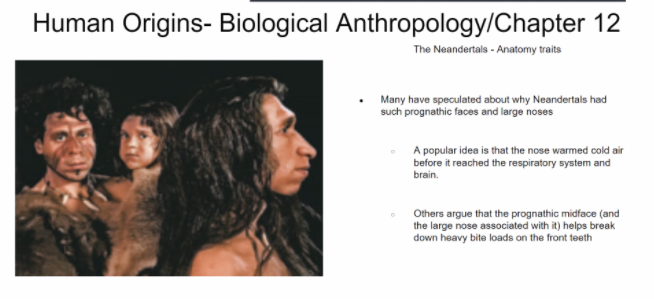 Human Origins- Biological Anthropology/Chapter 12
The Neandertals - Anatomy traits
• Many have speculated about why Neandertals had
such prognathic faces and large noses
○ A popular idea is that the nose warmed cold air
before it reached the respiratory system and
brain.
○ Others argue that the prognathic midface (and
the large nose associated with it) helps break
down heavy bite loads on the front teeth